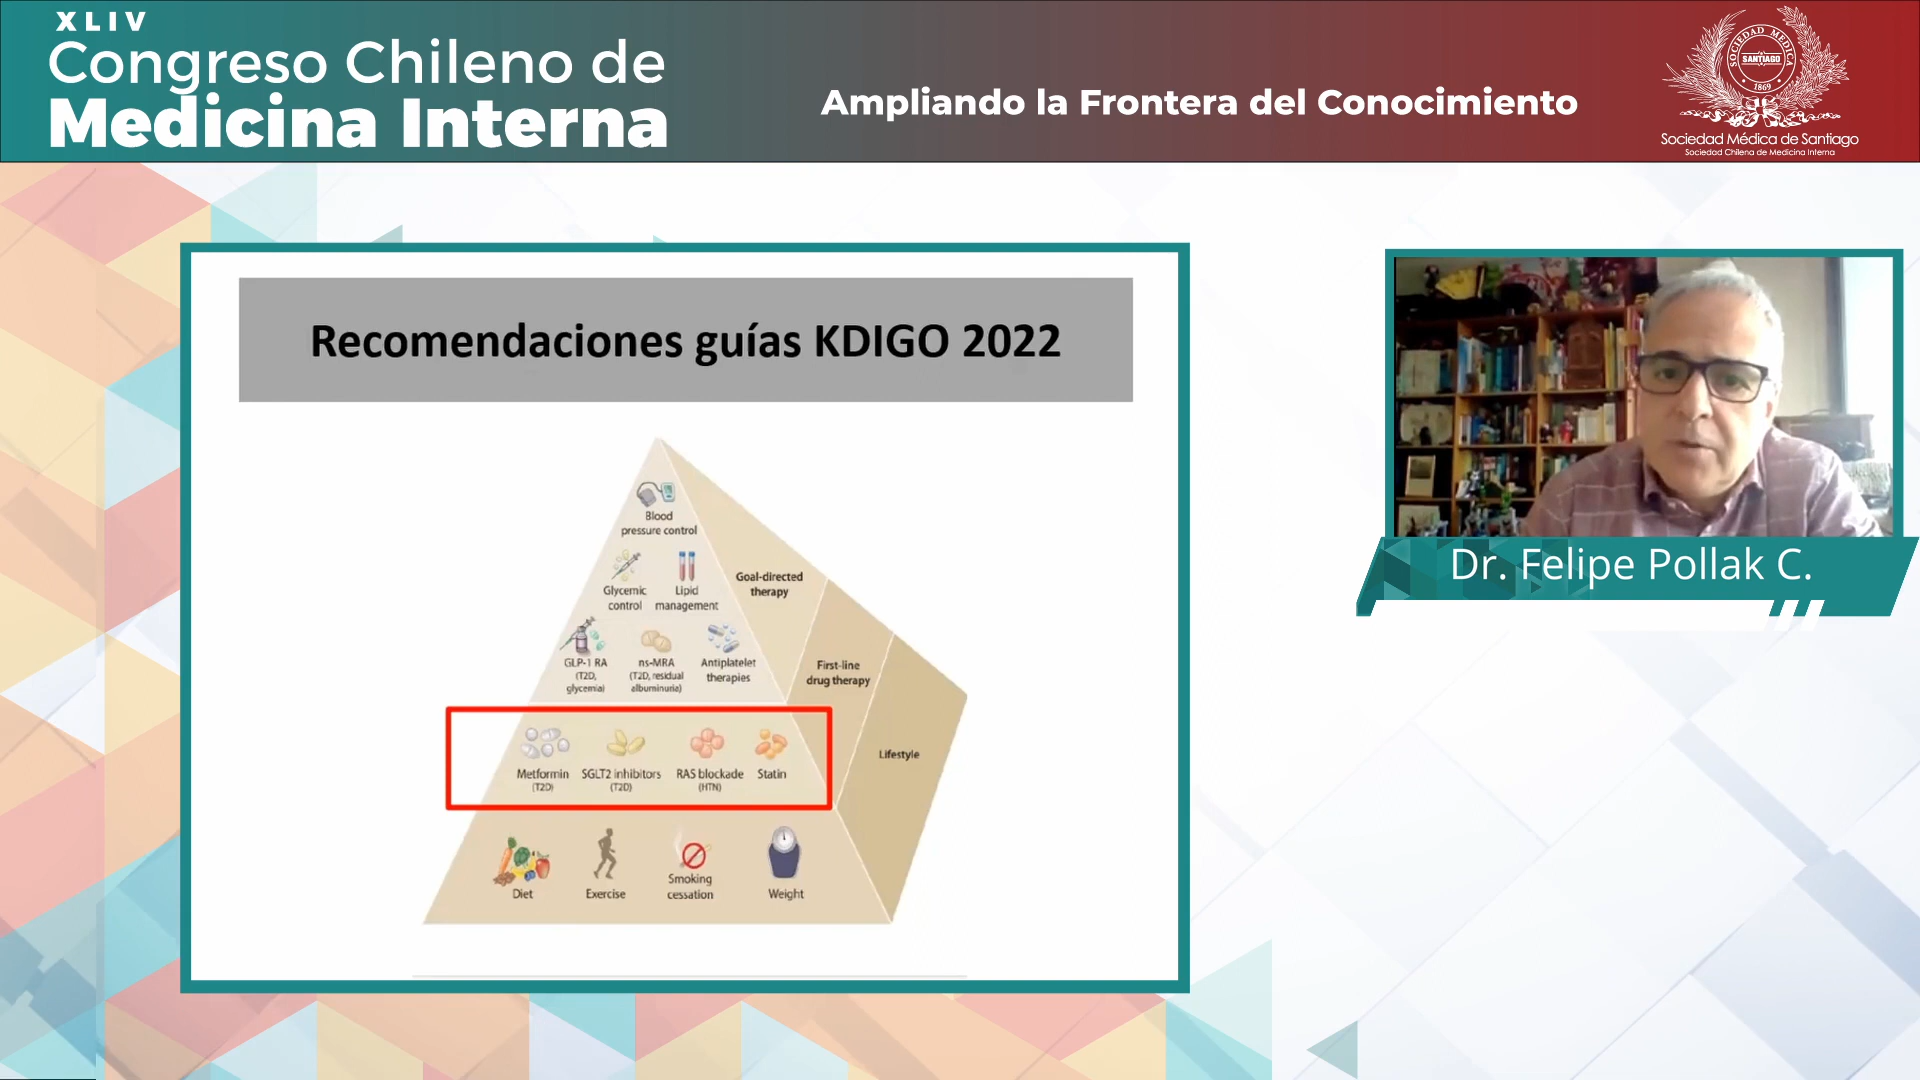 XLIV
Congreso Chileno de
Medicina Interna
Ampliando la Frontera del Conocimiento
SOCIEDAD MEDICA
SANTIAGO
1869
Sociedad Médica de Santiago
Sociedad Chilena de Medicina Interna
Recomendaciones guías KDIGO 2022
Blood
pressure control
Glycemic
control
Lipid
management
Goal-directed
therapy
GLP-1 RA
(T2D,
glycemia)
ns-MRA
(T2D, residual
albuminuria)
Antiplatelet
therapies
First-line
drug therapy
Metformin
(T2D)
SGLT2 inhibitors
(T2D)
RAS blockade
(HTN)
Statin
Lifestyle
Diet
Exercise
Smoking
cessation
Weight
Dr. Felipe Pollak C.